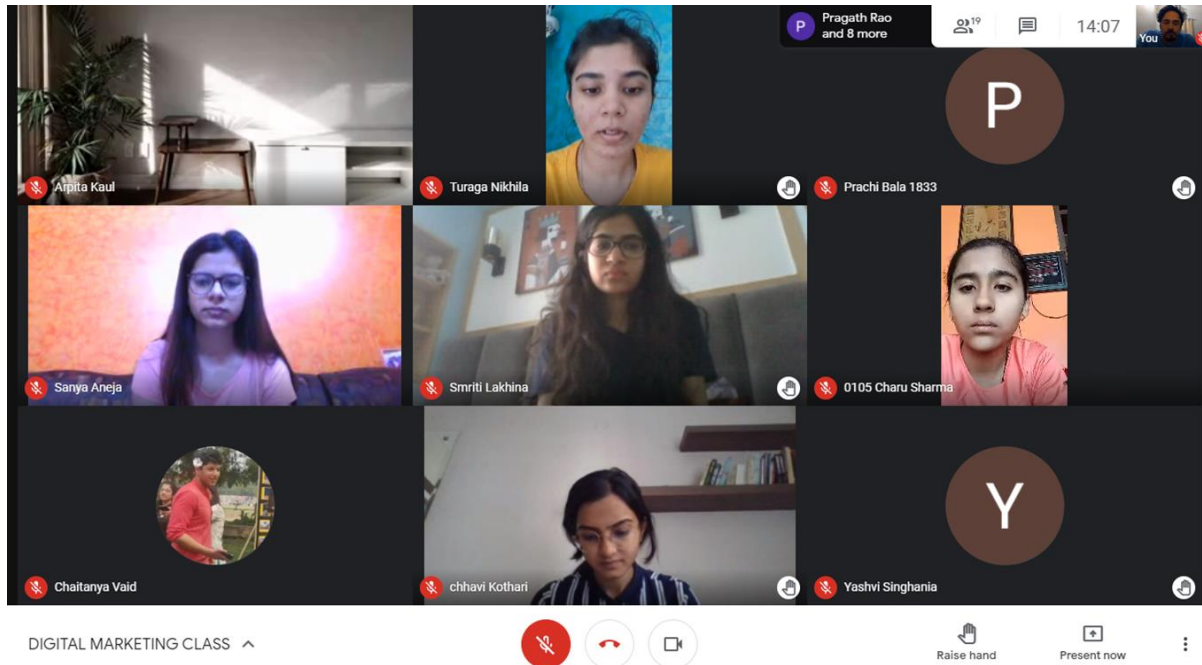 P
Pragath Rao
and 8 more
19
14:07
You
Arpita Kaul
Turaga Nikhila
P
Prachi Bala 1833
Sanya Aneja
Smriti Lakhina
0105 Charu Sharma
Chaitanya Vaid
chhavi Kothari
Y
Yashvi Singhania
DIGITAL MARKETING CLASS
Raise hand
Present now